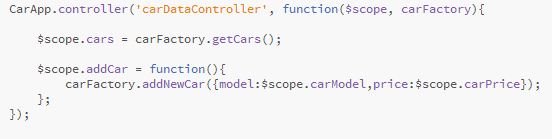 CarApp.controller('carDataController', function($scope, carFactory){
$scope.cars = carFactory.getCars();
$scope.addCar = function(){
carFactory.addNewCar({model:$scope.carModel,price:$scope.carPrice});
};
});